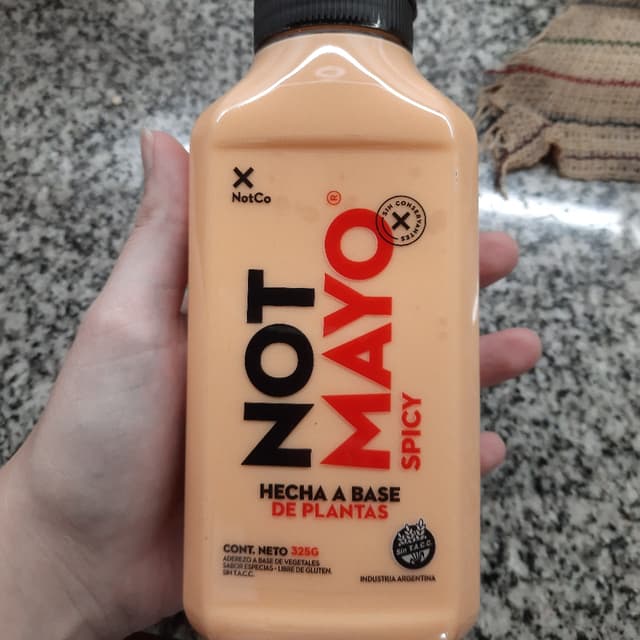 NotCo
SIN CONSERVANTES
NOT
MAYO®
SPICY
HECHA A BASE
DE PLANTAS
CONT. NETO 325G
ADEREZO A BASE DE VEGETALES
SABOR ESPECIAS - LIBRE DE GLUTEN.
SIN T.A.C.C.
Sin T.A.C.C.
INDUSTRIA ARGENTINA